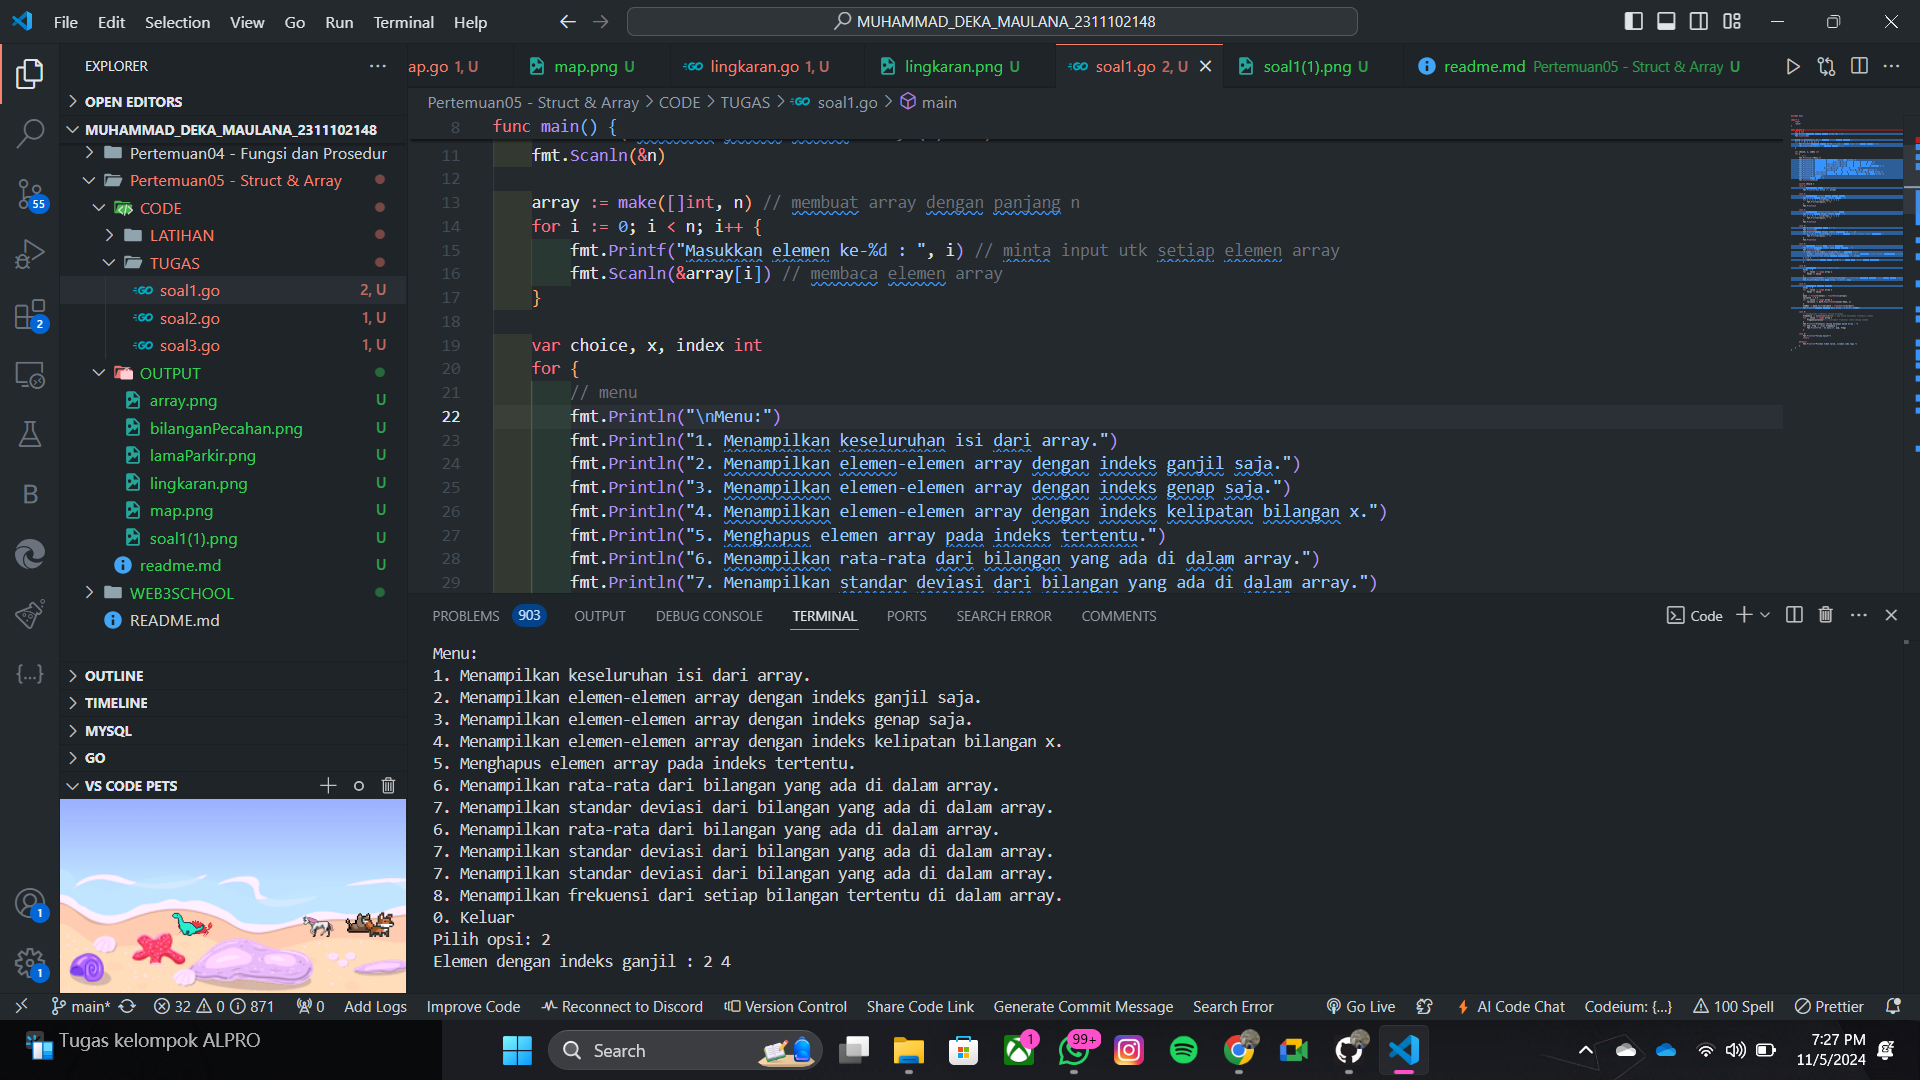 File Edit Selection View Go Run Terminal Help
MUHAMMAD_DEKA_MAULANA_2311102148
EXPLORER
ap.go 1, U
map.png U
lingkaran.go 1, U
lingkaran.png U
soal1.go 2, U
soal1(1).png U
readme.md Pertemuan05 - Struct & Array U
OPEN EDITORS
MUHAMMAD_DEKA_MAULANA_2311102148
Pertemuan04 - Fungsi dan Prosedur
Pertemuan05 - Struct & Array
CODE
LATIHAN
TUGAS
soal1.go 2, U
soal2.go 1, U
soal3.go 1, U
OUTPUT
array.png U
bilanganPecahan.png U
lamaParkir.png U
lingkaran.png U
map.png U
soal1(1).png U
readme.md U
WEB3SCHOOL
README.md
OUTLINE
TIMELINE
MYSQL
GO
VS CODE PETS
55
2
B
1
1
Pertemuan05 - Struct & Array > CODE > TUGAS > soal1.go > main
8 func main() {
11 fmt.Scanln(&n)
12
13 array := make([]int, n) // membuat array dengan panjang n
14 for i := 0; i < n; i++ {
15 fmt.Printf("Masukkan elemen ke-%d : ", i) // minta input utk setiap elemen array
16 fmt.Scanln(&array[i]) // membaca elemen array
17 }
18
19 var choice, x, index int
20 for {
21 // menu
22 fmt.Println("\nMenu:")
23 fmt.Println("1. Menampilkan keseluruhan isi dari array.")
24 fmt.Println("2. Menampilkan elemen-elemen array dengan indeks ganjil saja.")
25 fmt.Println("3. Menampilkan elemen-elemen array dengan indeks genap saja.")
26 fmt.Println("4. Menampilkan elemen-elemen array dengan indeks kelipatan bilangan x.")
27 fmt.Println("5. Menghapus elemen array pada indeks tertentu.")
28 fmt.Println("6. Menampilkan rata-rata dari bilangan yang ada di dalam array.")
29 fmt.Println("7. Menampilkan standar deviasi dari bilangan yang ada di dalam array.")
PROBLEMS 903 OUTPUT DEBUG CONSOLE TERMINAL PORTS SEARCH ERROR COMMENTS
Code
Menu:
1. Menampilkan keseluruhan isi dari array.
2. Menampilkan elemen-elemen array dengan indeks ganjil saja.
3. Menampilkan elemen-elemen array dengan indeks genap saja.
4. Menampilkan elemen-elemen array dengan indeks kelipatan bilangan x.
5. Menghapus elemen array pada indeks tertentu.
6. Menampilkan rata-rata dari bilangan yang ada di dalam array.
7. Menampilkan standar deviasi dari bilangan yang ada di dalam array.
6. Menampilkan rata-rata dari bilangan yang ada di dalam array.
7. Menampilkan standar deviasi dari bilangan yang ada di dalam array.
7. Menampilkan standar deviasi dari bilangan yang ada di dalam array.
8. Menampilkan frekuensi dari setiap bilangan tertentu di dalam array.
0. Keluar
Pilih opsi: 2
Elemen dengan indeks ganjil : 2 4
main* 32 0 871 0 Add Logs Improve Code Reconnect to Discord Version Control Share Code Link Generate Commit Message Search Error Go Live AI Code Chat Codeium: {...} 100 Spell Prettier
Tugas kelompok ALPRO
Search
1
99+
7:27 PM
11/5/2024